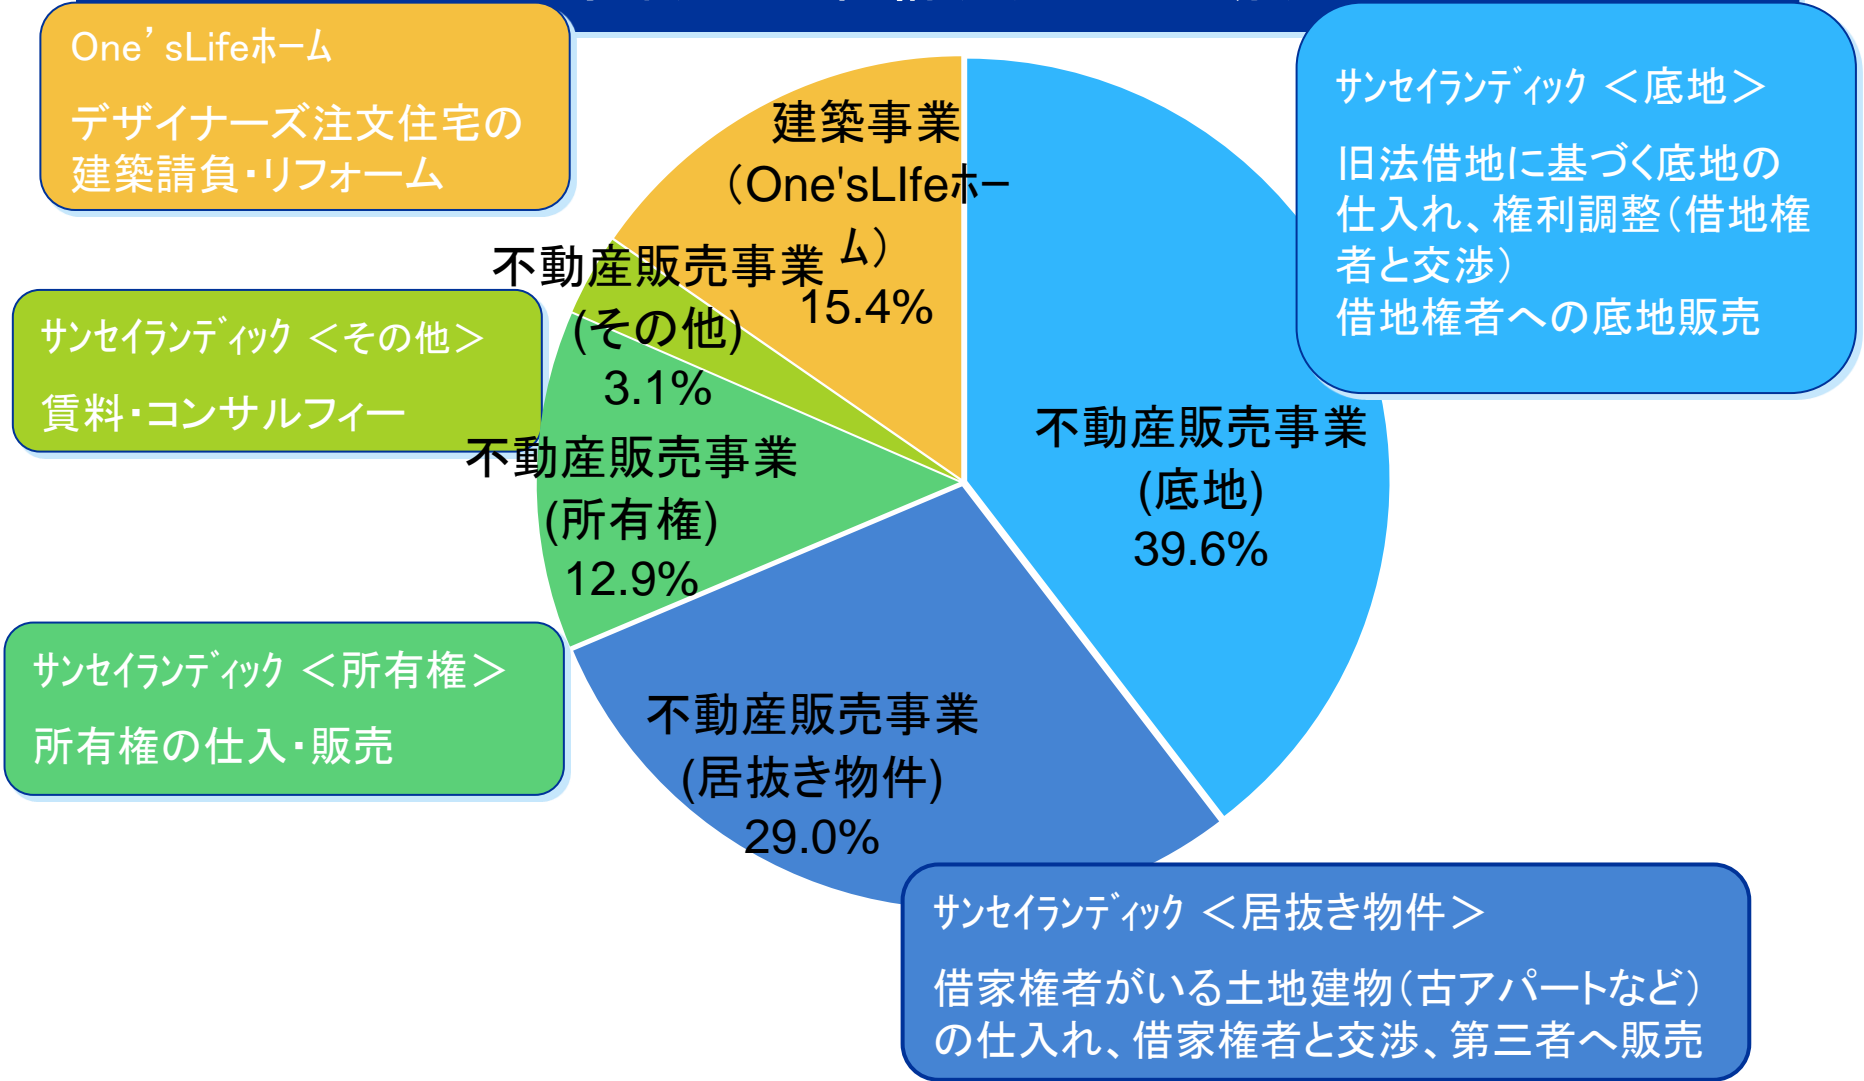 One’sLifeホーム
デザイナーズ注文住宅の
建築請負・リフォーム
サンセイランディック ＜底地＞
旧法借地に基づく底地の
仕入れ、権利調整（借地権
者と交渉）
借地権者への底地販売
建築事業
（One'sLIfeホー
ム）
15.4%
不動産販売事業
(その他)
3.1%
サンセイランディック ＜その他＞
賃料・コンサルフィー
不動産販売事業
(底地)
39.6%
不動産販売事業
(所有権)
12.9%
サンセイランディック ＜所有権＞
所有権の仕入・販売
不動産販売事業
(居抜き物件)
29.0%
サンセイランディック ＜居抜き物件＞
借家権者がいる土地建物（古アパートなど）
の仕入れ、借家権者と交渉、第三者へ販売